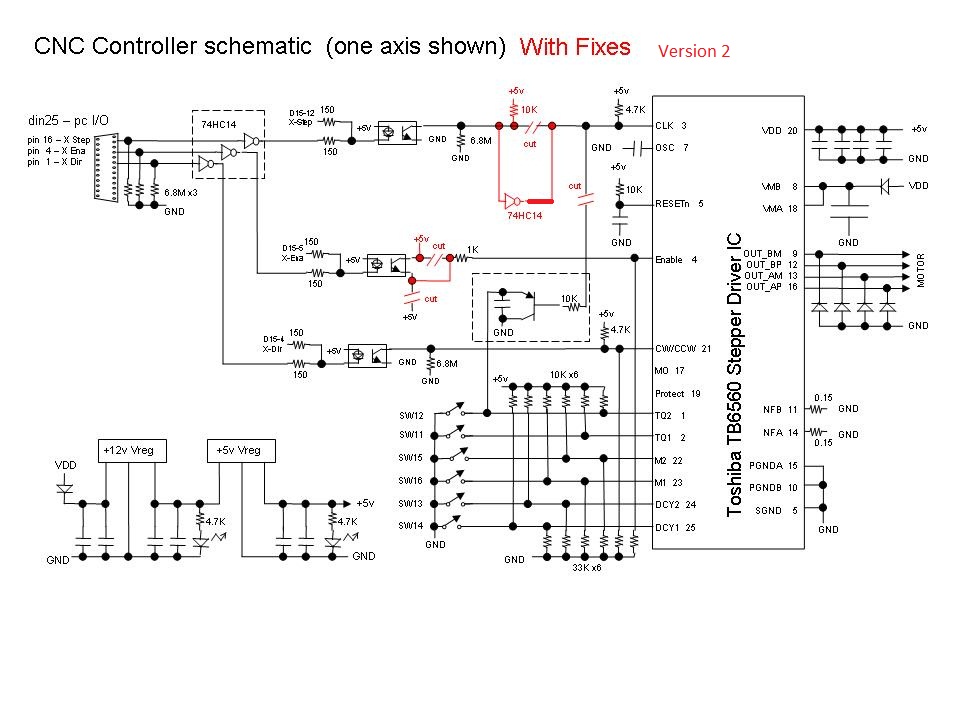 CNC Controller schematic (one axis shown) With Fixes Version 2
din25 – pc I/O
pin 16 – X Step
pin 4 – X Ena
pin 1 – X Dir
6.8M x3
GND
74HC14
D15-12
X-Step
150
150
+5V
GND
6.8M
GND
+5v
10K
cut
74HC14
cut
+5v
4.7K
GND
+5v
10K
GND
D15-5
X-Ena
150
150
+5V
+5v
cut
1K
cut
+5V
GND
10K
D15-4
X-Dir
150
150
+5V
GND
6.8M
GND
+5v
4.7K
+5v
10K x6
SW12
SW11
SW15
SW16
SW13
SW14
GND
GND
33K x6
CLK 3
OSC 7
RESETn 5
Enable 4
CW/CCW 21
MO 17
Protect 19
TQ2 1
TQ1 2
M2 22
M1 23
DCY2 24
DCY1 25
Toshiba TB6560 Stepper Driver IC
VDD 20
VMB 8
VMA 18
OUT_BM 9
OUT_BP 12
OUT_AM 13
OUT_AP 16
NFB 11
NFA 14
PGNDA 15
PGNDB 10
SGND 5
+5v
GND
VDD
GND
MOTOR
GND
0.15
GND
GND
0.15
GND
+12v Vreg
+5v Vreg
VDD
4.7K
GND
+5v
4.7K
GND